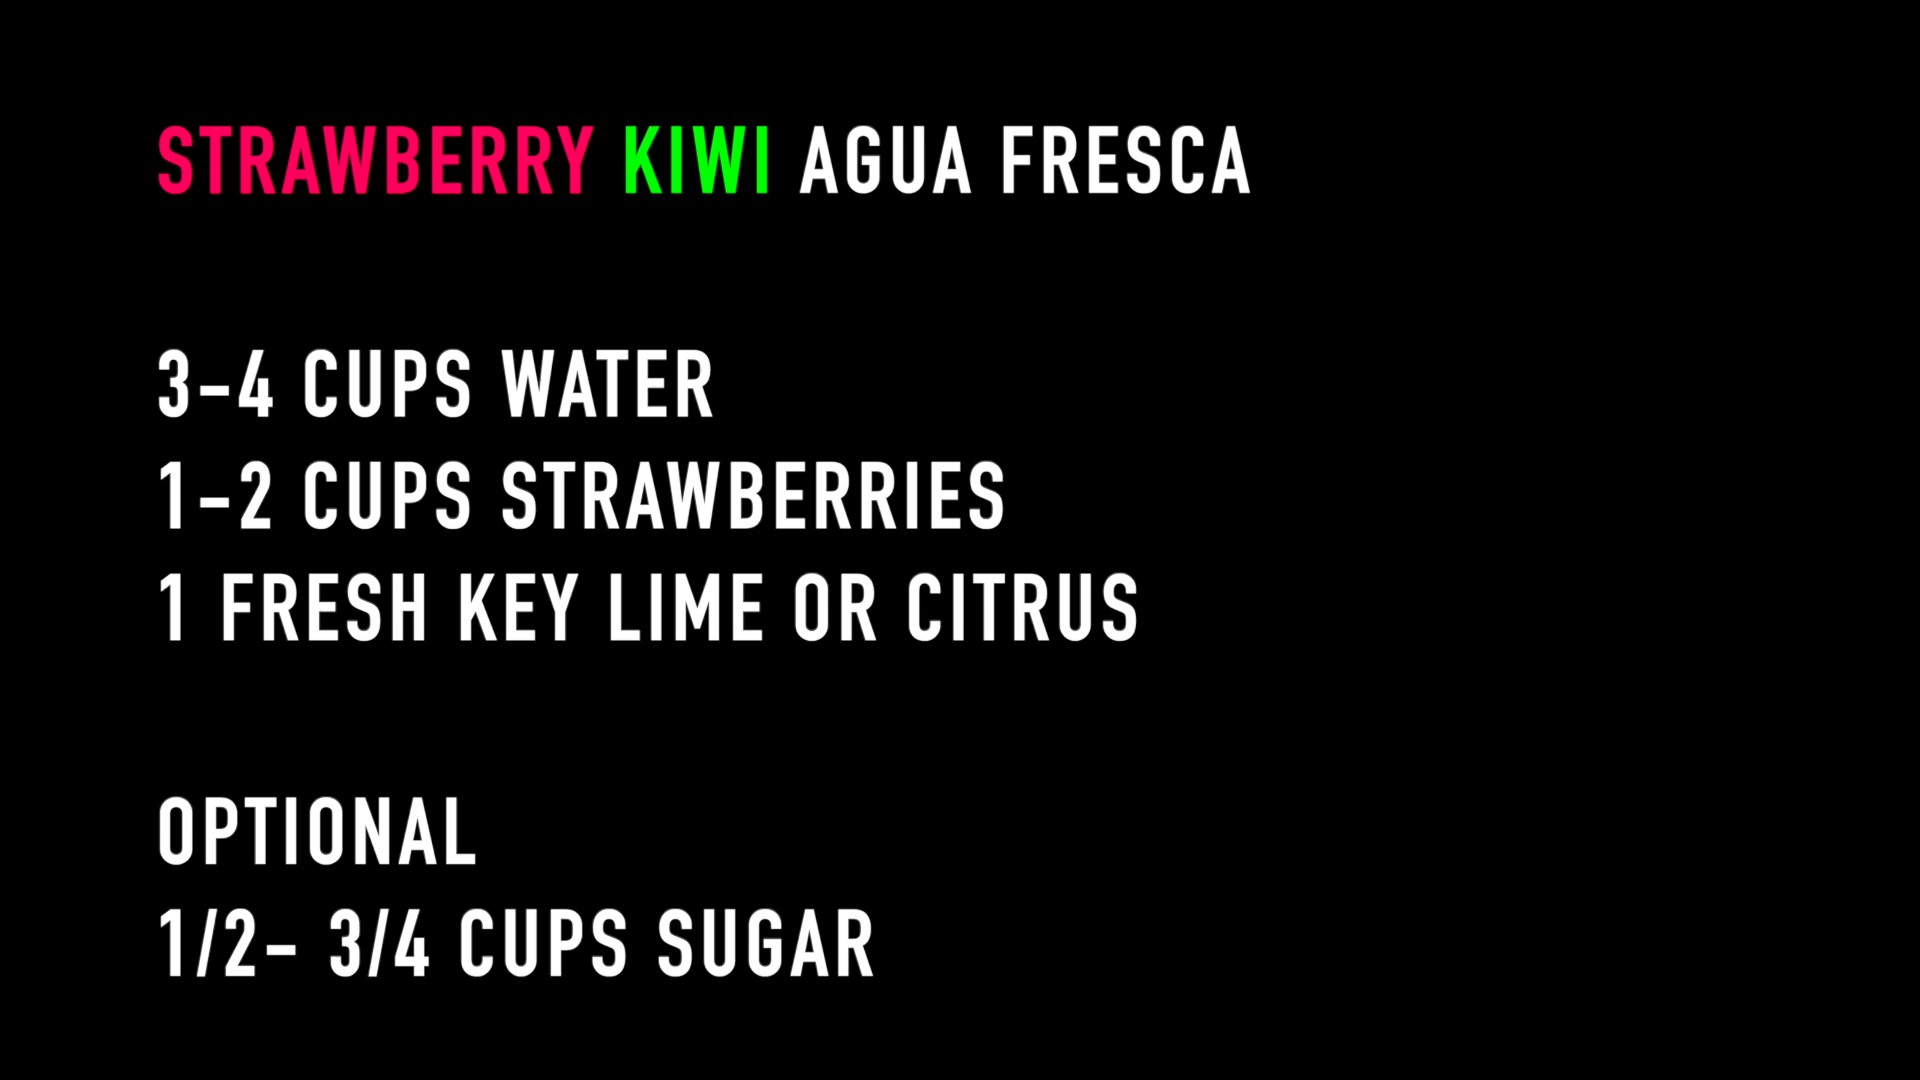 STRAWBERRY KIWI AGUA FRESCA
3-4 CUPS WATER
1-2 CUPS STRAWBERRIES
1 FRESH KEY LIME OR CITRUS
OPTIONAL
1/2- 3/4 CUPS SUGAR